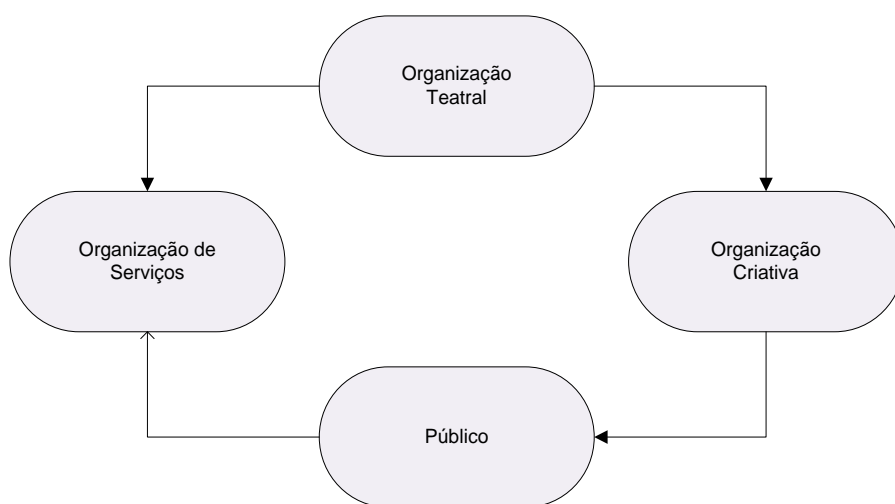 Organização
Teatral
Organização de
Serviços
Organização
Criativa
Público